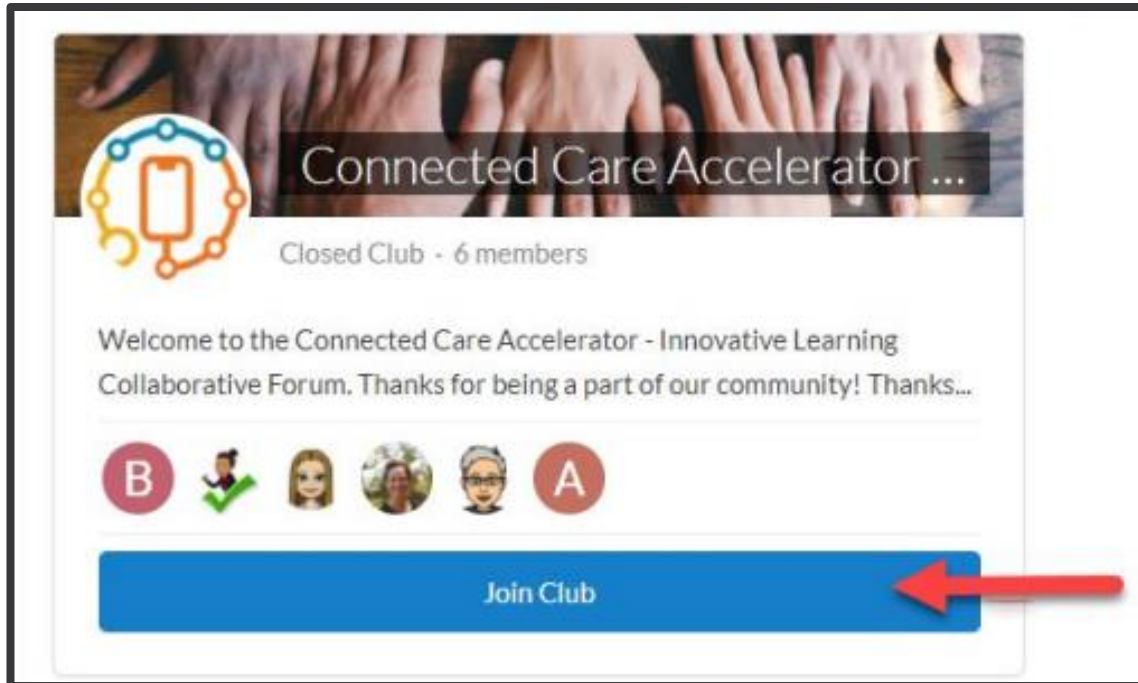 Connected Care Accelerator ...
Closed Club - 6 members
Welcome to the Connected Care Accelerator - Innovative Learning
Collaborative Forum. Thanks for being a part of our community! Thanks...
B A
Join Club